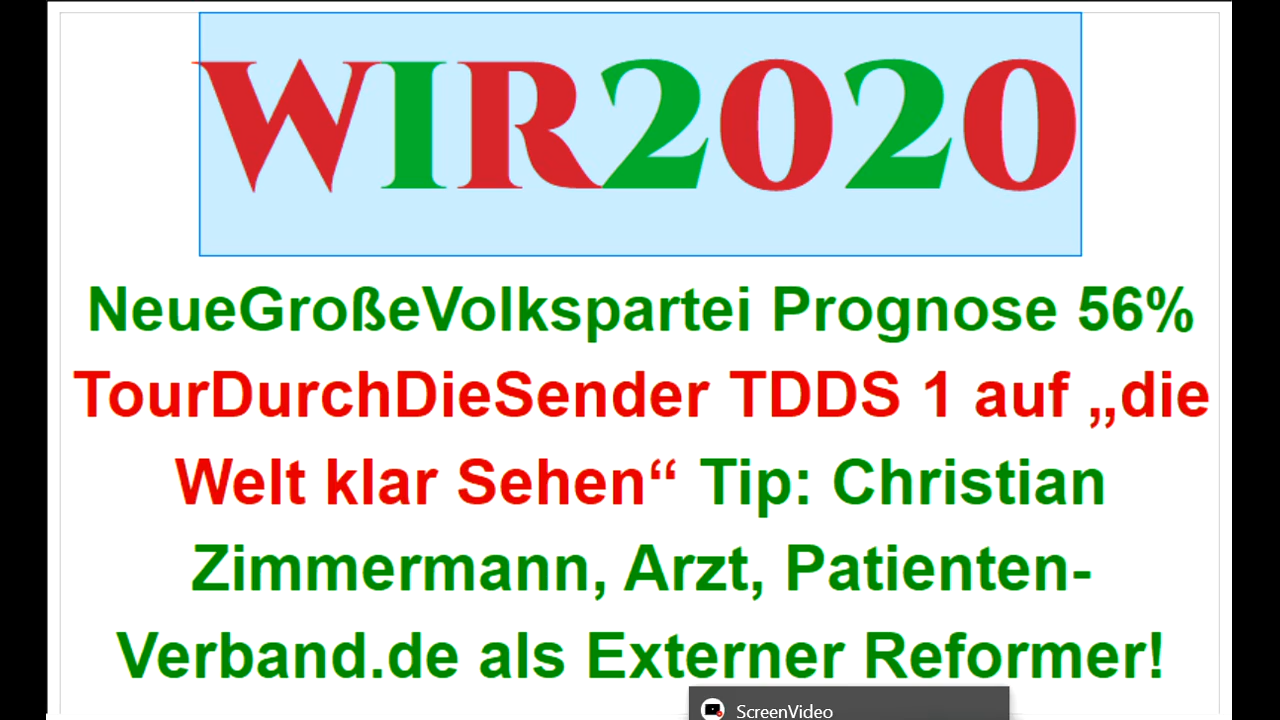 WIR2020
NeueGroßeVolkspartei Prognose 56%
TourDurchDieSender TDDS 1 auf „die
Welt klar Sehen“ Tip: Christian
Zimmermann, Arzt, Patienten-
Verband.de als Externer Reformer!
ScreenVideo